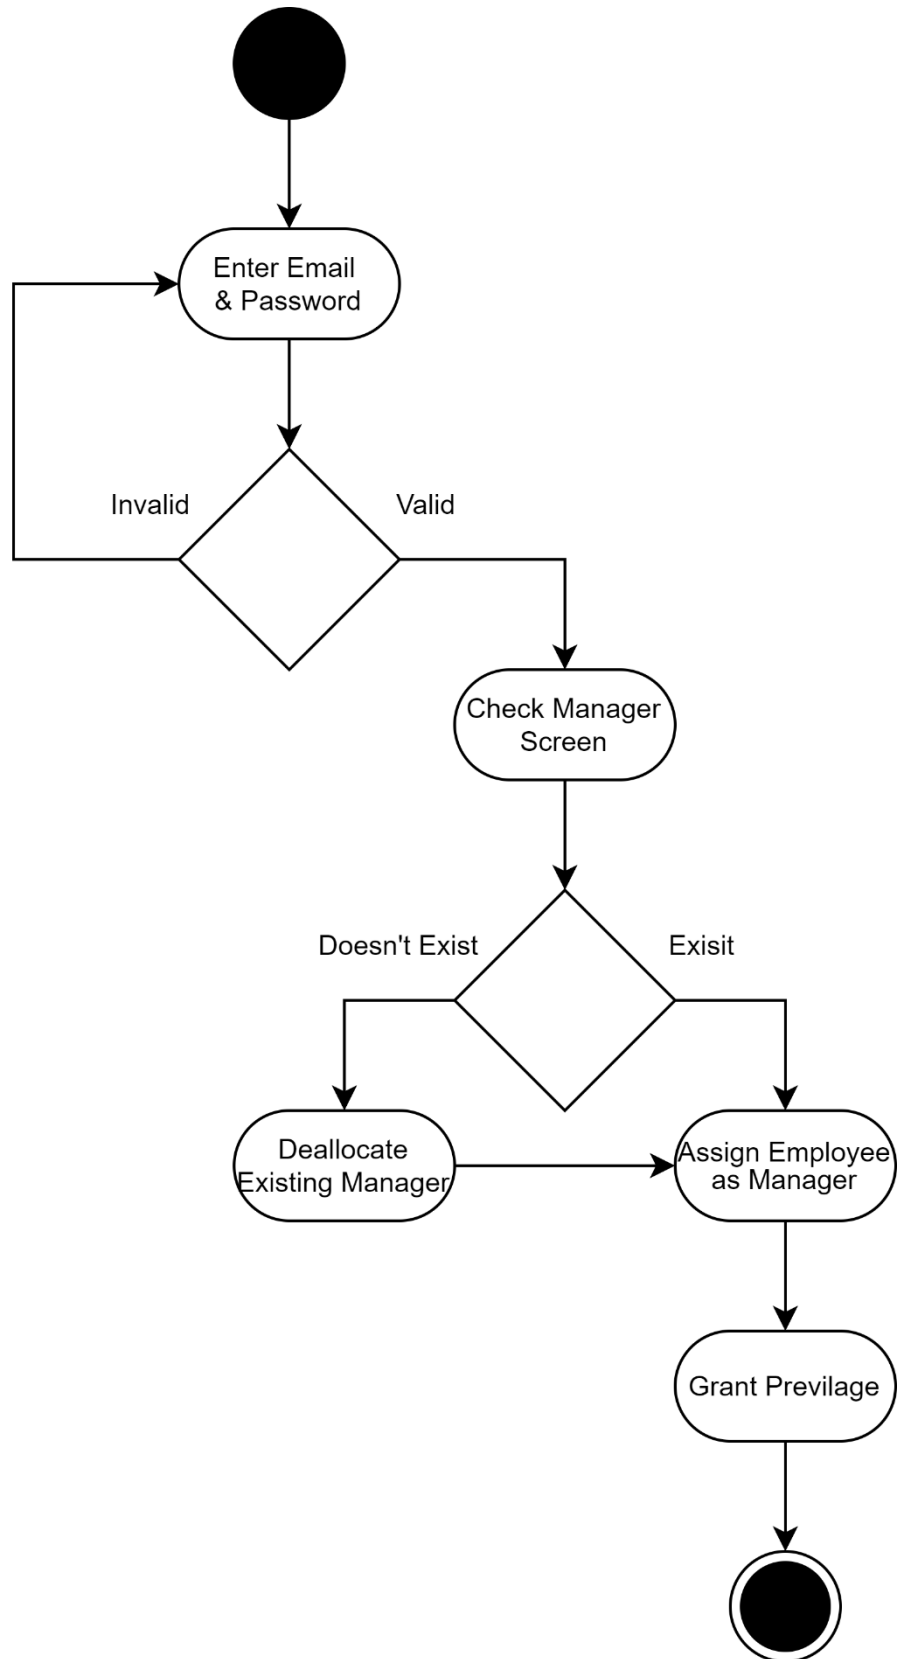 Enter Email
& Password
Invalid
Valid
Check Manager
Screen
Doesn't Exist
Exisit
Deallocate
Existing Manager
Assign Employee
as Manager
Grant Previlage